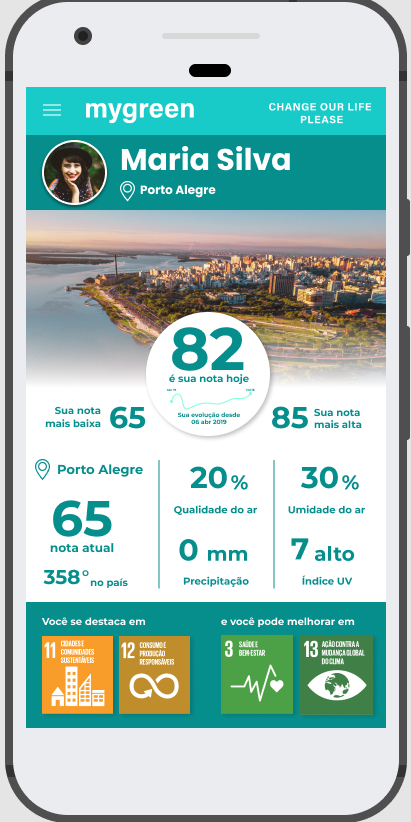 mygreen
CHANGE OUR LIFE
PLEASE
Maria Silva
Porto Alegre
82
é sua nota hoje
Sua evolução desde
06 abr 2019
Sua nota
mais baixa
65
85
Sua nota
mais alta
Porto Alegre
65
nota atual
358º no país
20%
Qualidade do ar
30%
Umidade do ar
0 mm
Precipitação
7 alto
Índice UV
Você se destaca em
e você pode melhorar em
11 CIDADES E
COMUNIDADES
SUSTENTÁVEIS
12 CONSUMO E
PRODUÇÃO
RESPONSÁVEIS
3 SAÚDE E
BEM-ESTAR
13 AÇÃO CONTRA A
MUDANÇA GLOBAL
DO CLIMA